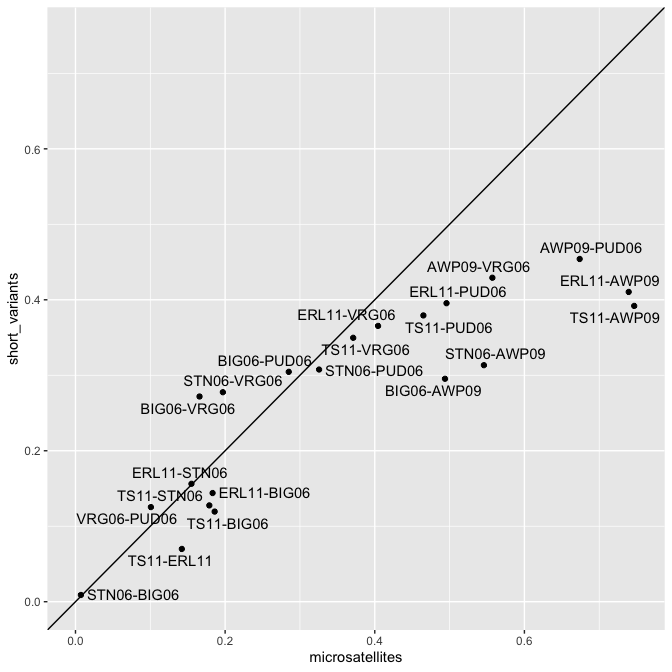 0.6
0.4
0.2
0.0
short_variants
AWP09-PUD06
AWP09-VRG06
ERL11-AWP09
ERL11-PUD06
TS11-AWP09
ERL11-VRG06
TS11-PUD06
TS11-VRG06
STN06-AWP09
BIG06-PUD06
STN06-PUD06
STN06-VRG06
BIG06-AWP09
BIG06-VRG06
ERL11-STN06
TS11-STN06
ERL11-BIG06
VRG06-PUD06
TS11-BIG06
TS11-ERL11
STN06-BIG06
0.0
0.2
0.4
0.6
microsatellites